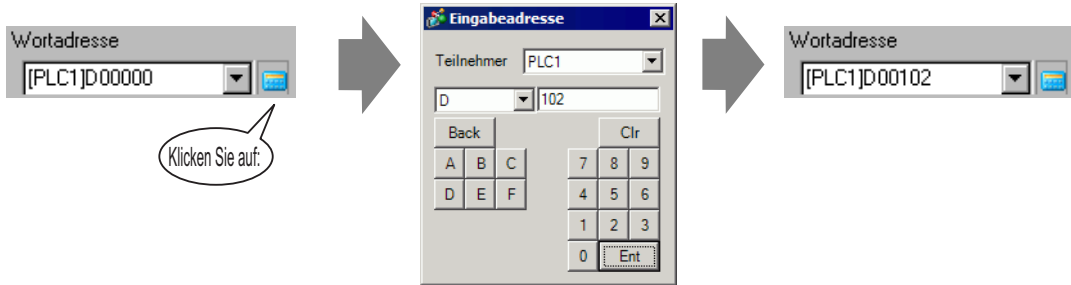 Wortadresse
[PLC1]D00000
Klicken Sie auf:
Eingabeadresse
Teilnehmer PLC1
D 102
Back Clr
A B C 7 8 9
D E F 4 5 6
1 2 3
0 Ent
Wortadresse
[PLC1]D00102